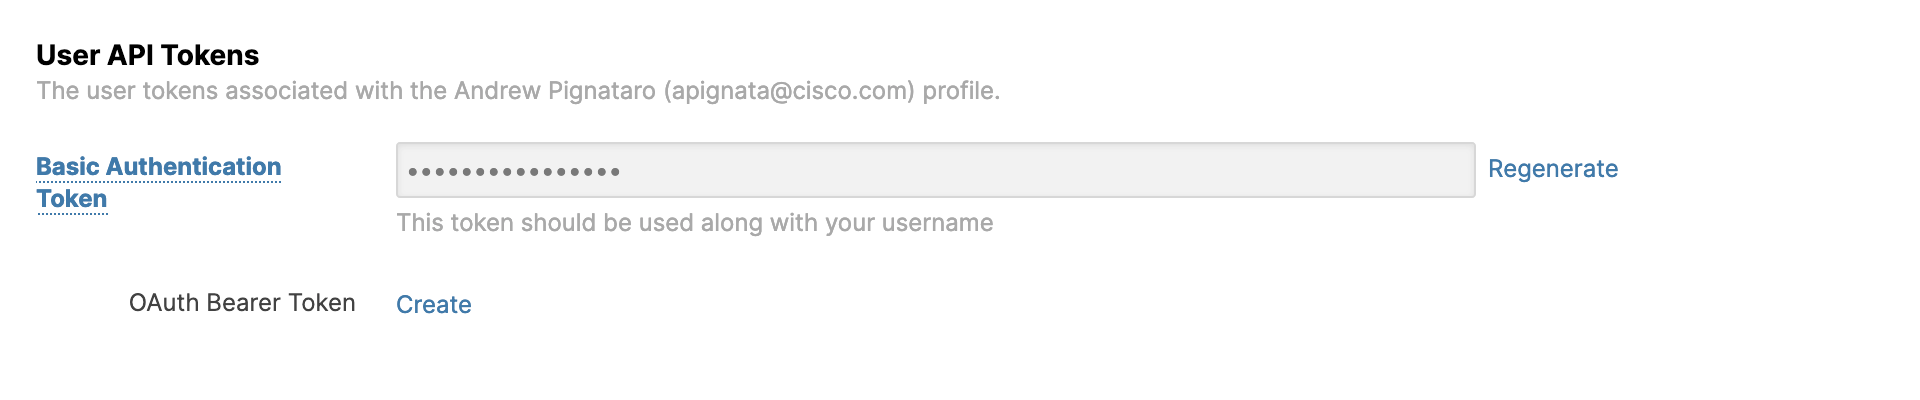 User API Tokens
The user tokens associated with the Andrew Pignataro (apignata@cisco.com) profile.
Basic Authentication
Token
••••••••••••••••
Regenerate
This token should be used along with your username
OAuth Bearer Token
Create